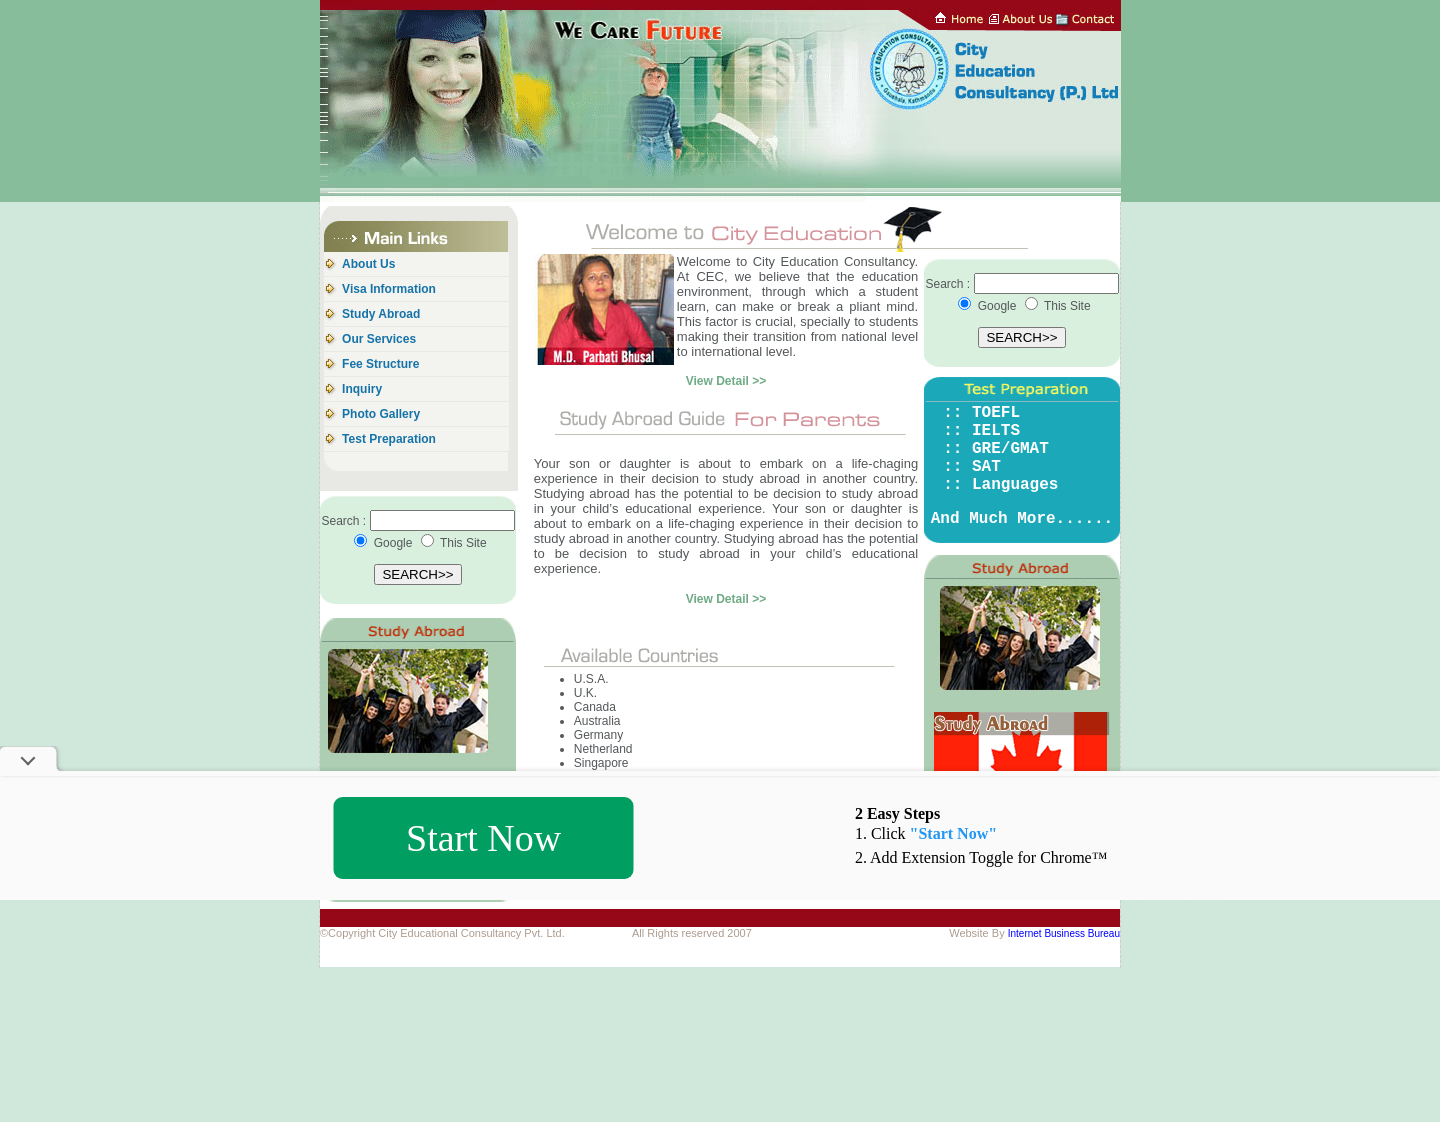 Home About Us Contact
We Care Future
City
Education
Consultancy (P.) Ltd
CITY EDUCATION CONSULTANCY (P.) LTD.
Gaushala, Kathmandu
Main Links
About Us
Visa Information
Study Abroad
Our Services
Fee Structure
Inquiry
Photo Gallery
Test Preparation
Search :
Google This Site
SEARCH>>
Study Abroad
Welcome to City Education
Welcome to City Education Consultancy.
At CEC, we believe that the education
environment, through which a student
learn, can make or break a pliant mind.
This factor is crucial, specially to students
making their transition from national level
to international level.
M.D. Parbati Bhusal
View Detail >>
Study Abroad Guide For Parents
Your son or daughter is about to embark on a life-chaging
experience in their decision to study abroad in another country.
Studying abroad has the potential to be decision to study abroad
in your child's educational experience. Your son or daughter is
about to embark on a life-chaging experience in their decision to
study abroad in another country. Studying abroad has the potential
to be decision to study abroad in your child's educational
experience.
View Detail >>
Available Countries
U.S.A.
U.K.
Canada
Australia
Germany
Netherland
Singapore
Search :
Google This Site
SEARCH>>
Test Preparation
:: TOEFL
:: IELTS
:: GRE/GMAT
:: SAT
:: Languages
And Much More......
Study Abroad
Study Abroad
Start Now
2 Easy Steps
1. Click "Start Now"
2. Add Extension Toggle for Chrome™
©Copyright City Educational Consultancy Pvt. Ltd. All Rights reserved 2007 Website By Internet Business Bureau